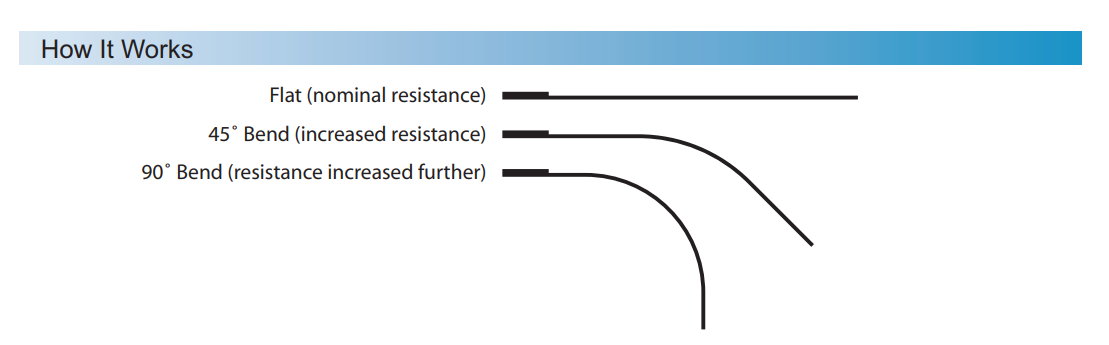 How It Works
Flat (nominal resistance)
45˚ Bend (increased resistance)
90˚ Bend (resistance increased further)